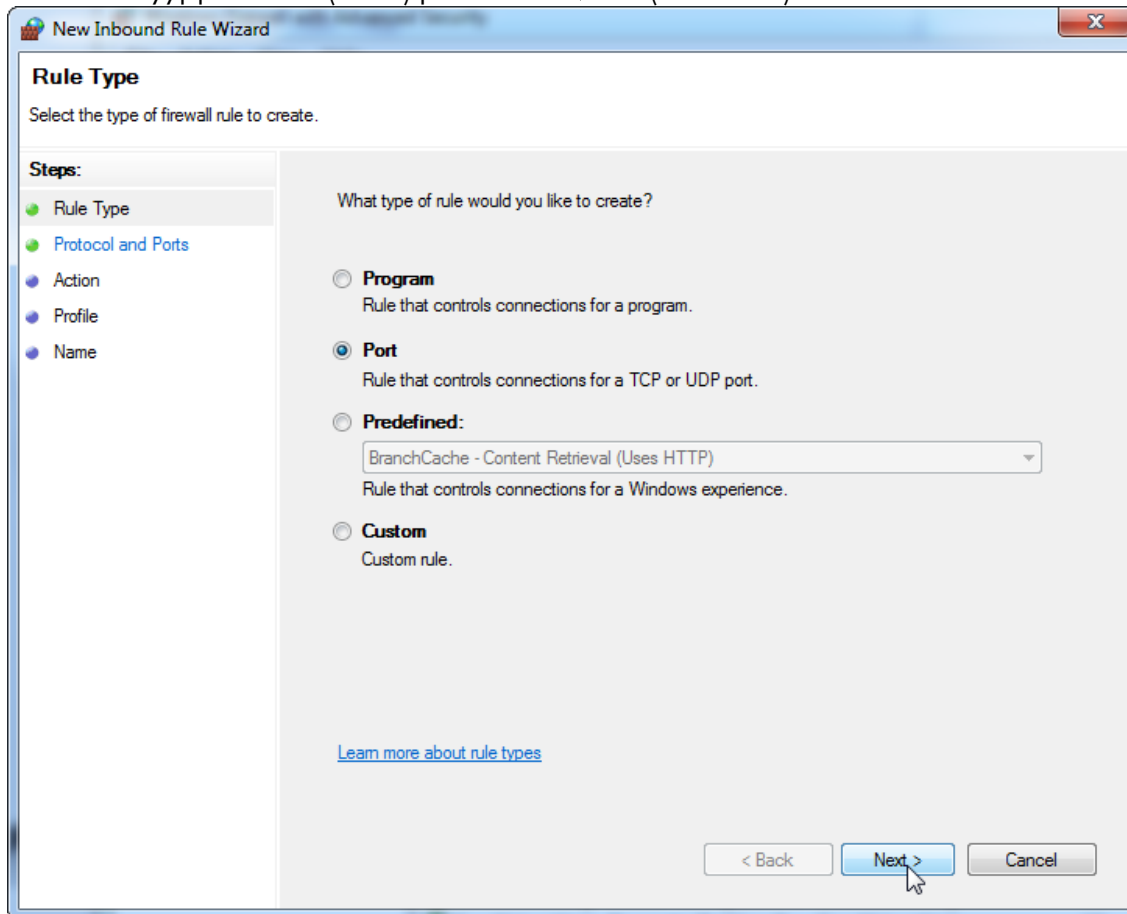 New Inbound Rule Wizard
Rule Type
Select the type of firewall rule to create.
Steps:
Rule Type
Protocol and Ports
Action
Profile
Name
What type of rule would you like to create?
Program
Rule that controls connections for a program.
Port
Rule that controls connections for a TCP or UDP port.
Predefined:
BranchCache - Content Retrieval (Uses HTTP)
Rule that controls connections for a Windows experience.
Custom
Custom rule.
Learn more about rule types
< Back
Next >
Cancel